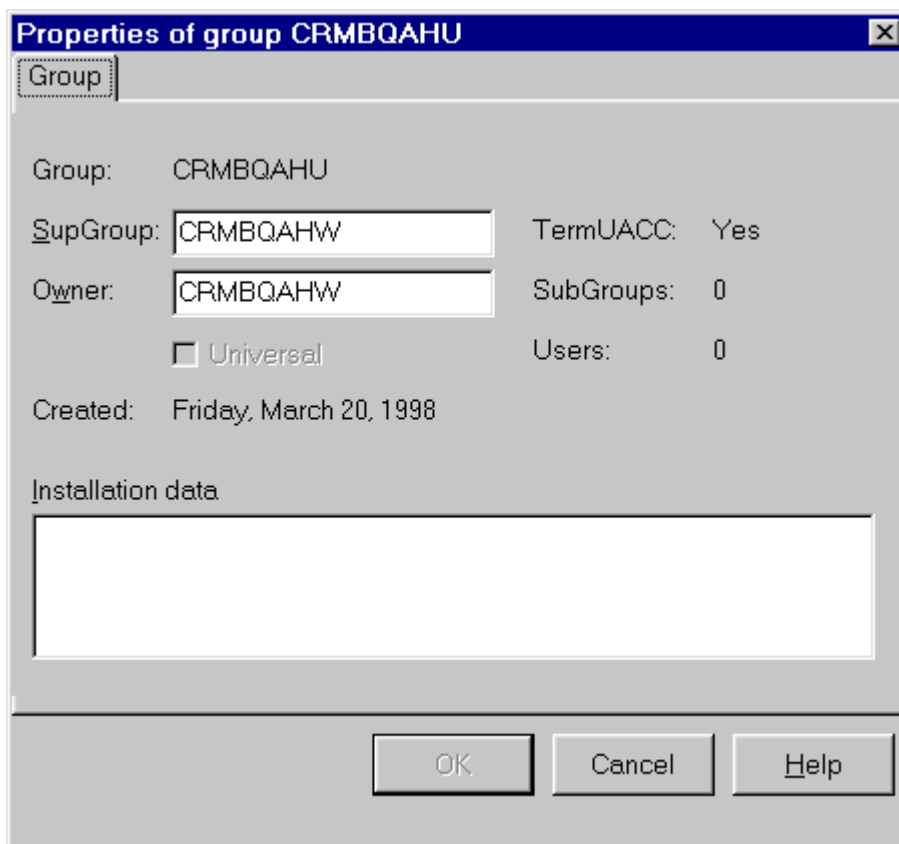 Properties of group CRMBQAHU
Group
Group: CRMBQAHU
SupGroup: CRMBQAHW TermUACC: Yes
Owner: CRMBQAHW SubGroups: 0
Universal Users: 0
Created: Friday, March 20, 1998
Installation data
OK Cancel Help